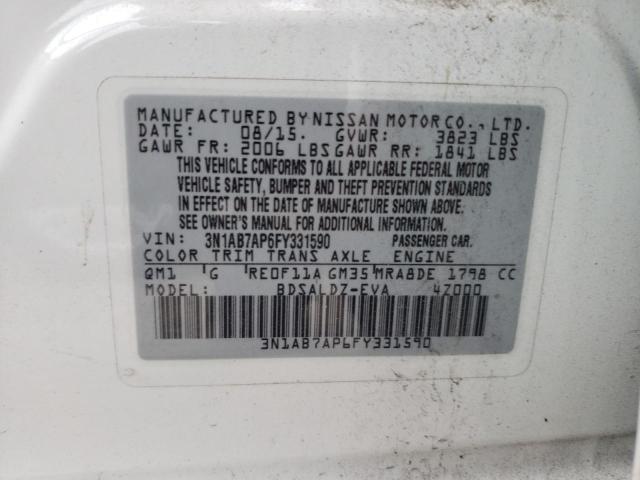 MANUFACTURED BY NISSAN MOTOR CO., LTD.
DATE: 08/15. GVWR: 3823 LBS
GAWR FR: 2006 LBS GAWR RR: 1841 LBS
THIS VEHICLE CONFORMS TO ALL APPLICABLE FEDERAL MOTOR
VEHICLE SAFETY, BUMPER AND THEFT PREVENTION STANDARDS
IN EFFECT ON THE DATE OF MANUFACTURE SHOWN ABOVE.
SEE OWNER'S MANUAL FOR ADDITIONAL INFORMATION.
VIN: 3N1AB7AP6FY331590 PASSENGER CAR.
COLOR TRIM TRANS AXLE ENGINE
QM1 G RE0F11A GM35 MRA8DE 1798 CC
MODEL: BDSALDZ-EVA 4Z000
3N1AB7AP6FY331590